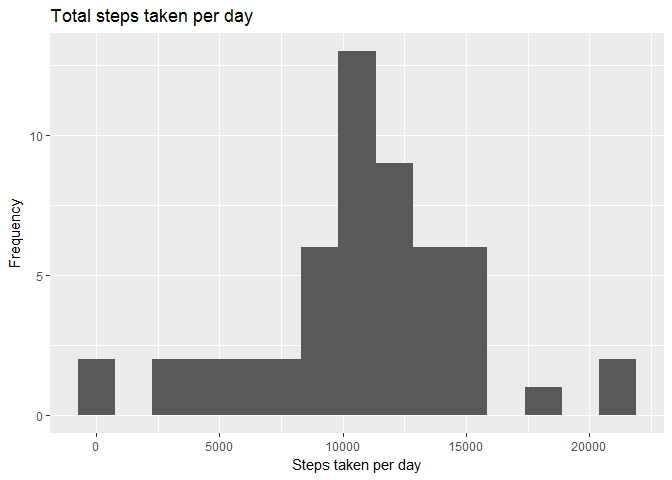 Total steps taken per day
10
5
0
Frequency
0 5000 10000 15000 20000
Steps taken per day